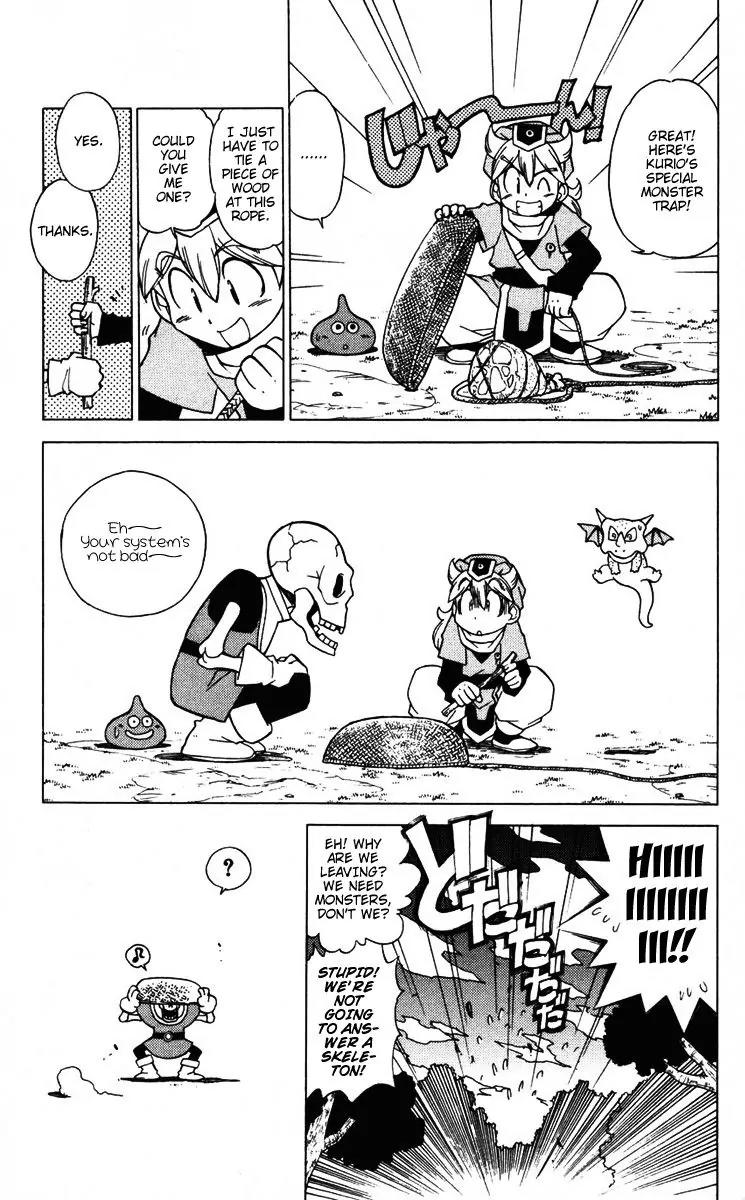 GREAT!
HERE'S
KURIO'S
SPECIAL
MONSTER
TRAP!
じゃ〜〜ん!
......
I JUST
HAVE TO
TIE A
PIECE OF
WOOD AT
THIS
ROPE.
COULD
YOU
GIVE
ME
ONE?
YES.
THANKS.
Eh~
Your system's
not bad~
HIIIIII
IIIIIIIII
III!!
どだだだだ
EH! WHY
ARE WE
LEAVING?
WE NEED
MONSTERS,
DON'T WE?
STUPID!
WE'RE
NOT
GOING
TO ANS-
WER A
SKELE-
TON!
?
♪